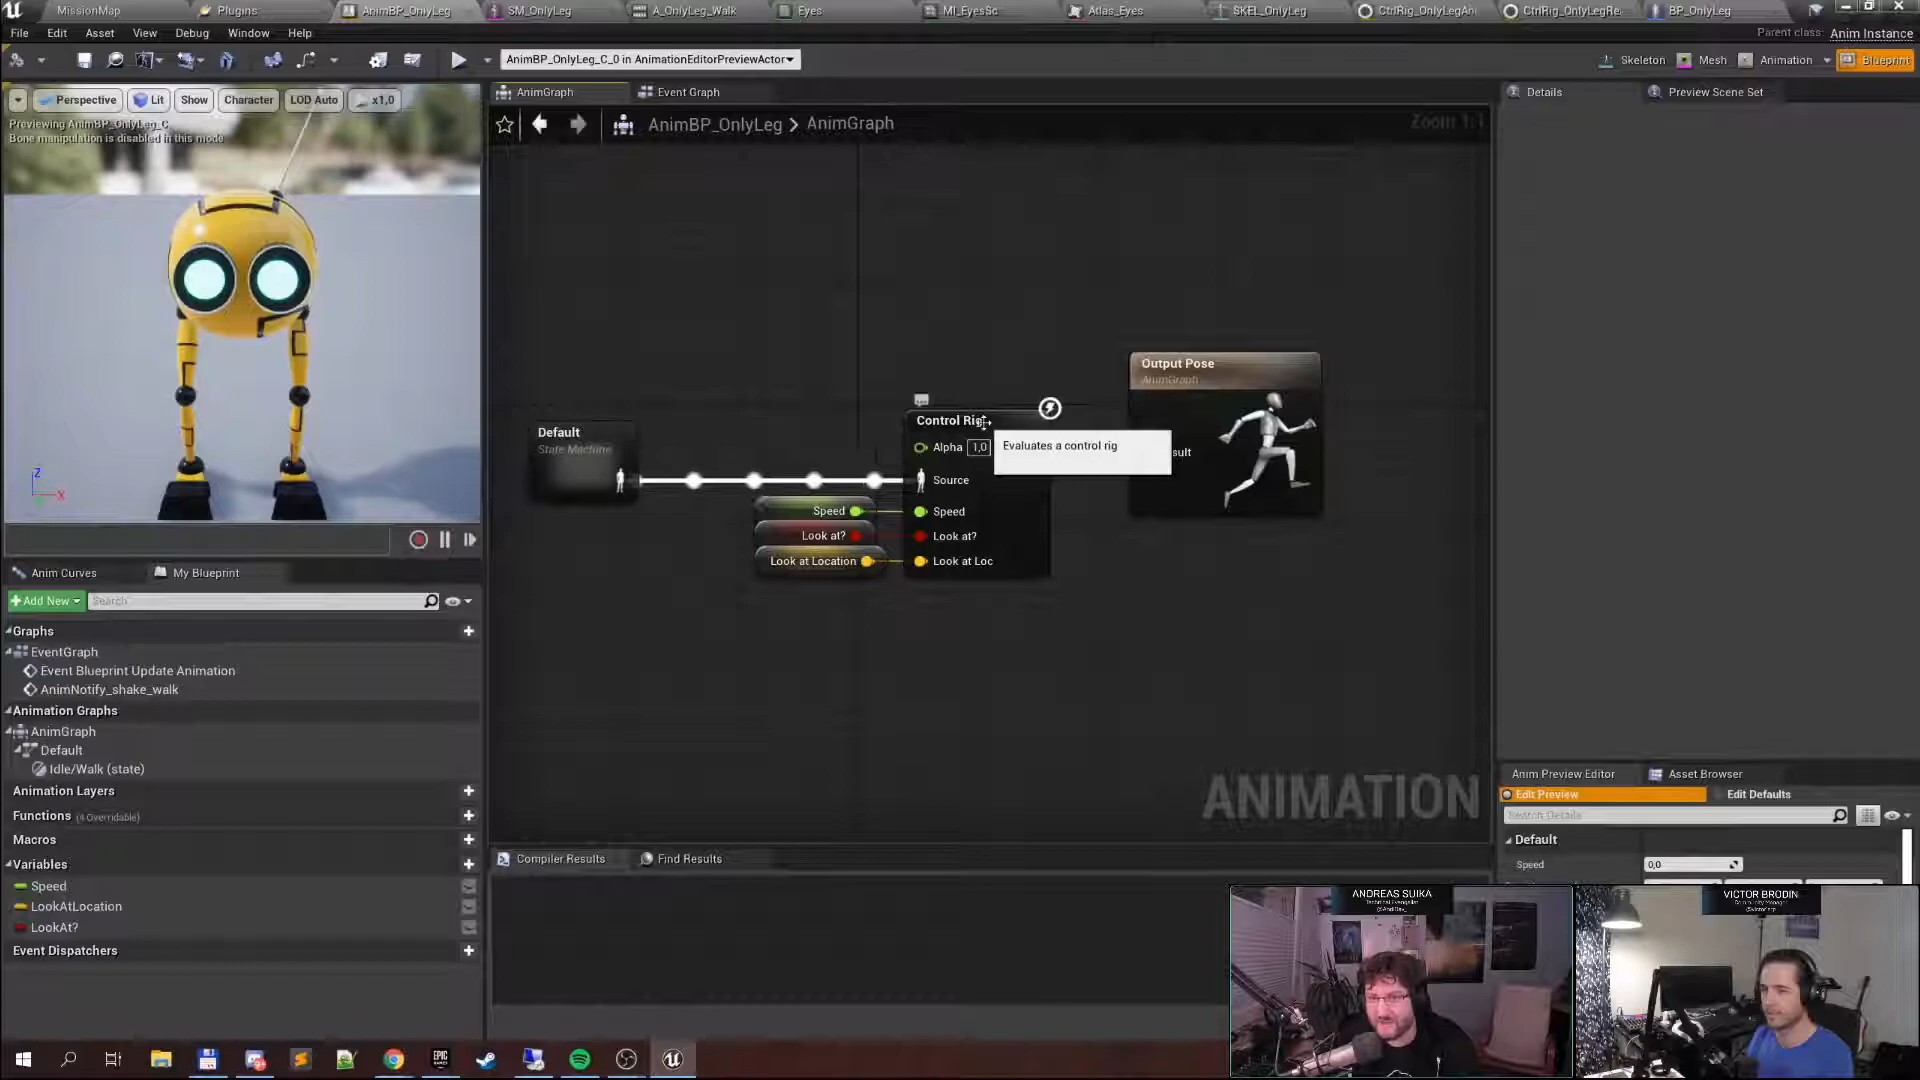 MissionMap
Plugins
AnimBP_OnlyLeg
SM_OnlyLeg
A_OnlyLeg_Walk
Eyes
MI_EyesSc
Atlas_Eyes
SKEL_OnlyLeg
CtrlRig_OnlyLegAn
CtrlRig_OnlyLegRe
BP_OnlyLeg
File Edit Asset View Debug Window Help
Parent class: Anim Instance
AnimBP_OnlyLeg_C_0 in AnimationEditorPreviewActor
Skeleton Mesh Animation Blueprint
Perspective Lit Show Character LOD Auto x1,0
Previewing AnimBP_OnlyLeg_C.
Bone manipulation is disabled in this mode
AnimGraph
Event Graph
AnimBP_OnlyLeg > AnimGraph
Zoom 1:1
Details
Preview Scene Set
Z
X
Output Pose
AnimGraph
sult
Default
State Machine
Control Rig
Evaluates a control rig
Alpha 1,0
Source
Speed
Speed
Look at?
Look at?
Look at Location
Look at Loc
ANIMATION
Anim Curves
My Blueprint
+Add New
Search
Graphs
EventGraph
Event Blueprint Update Animation
AnimNotify_shake_walk
Animation Graphs
AnimGraph
Default
Idle/Walk (state)
Animation Layers
Functions (4 Overridable)
Macros
Variables
Speed
LookAtLocation
LookAt?
Event Dispatchers
Compiler Results
Find Results
Anim Preview Editor
Asset Browser
Edit Preview
Edit Defaults
Search Details
Default
Speed 0,0
ANDREAS SUIKA
Technical Evangelist
VICTOR BRODIN
Community Manager
EPIC
GAMES